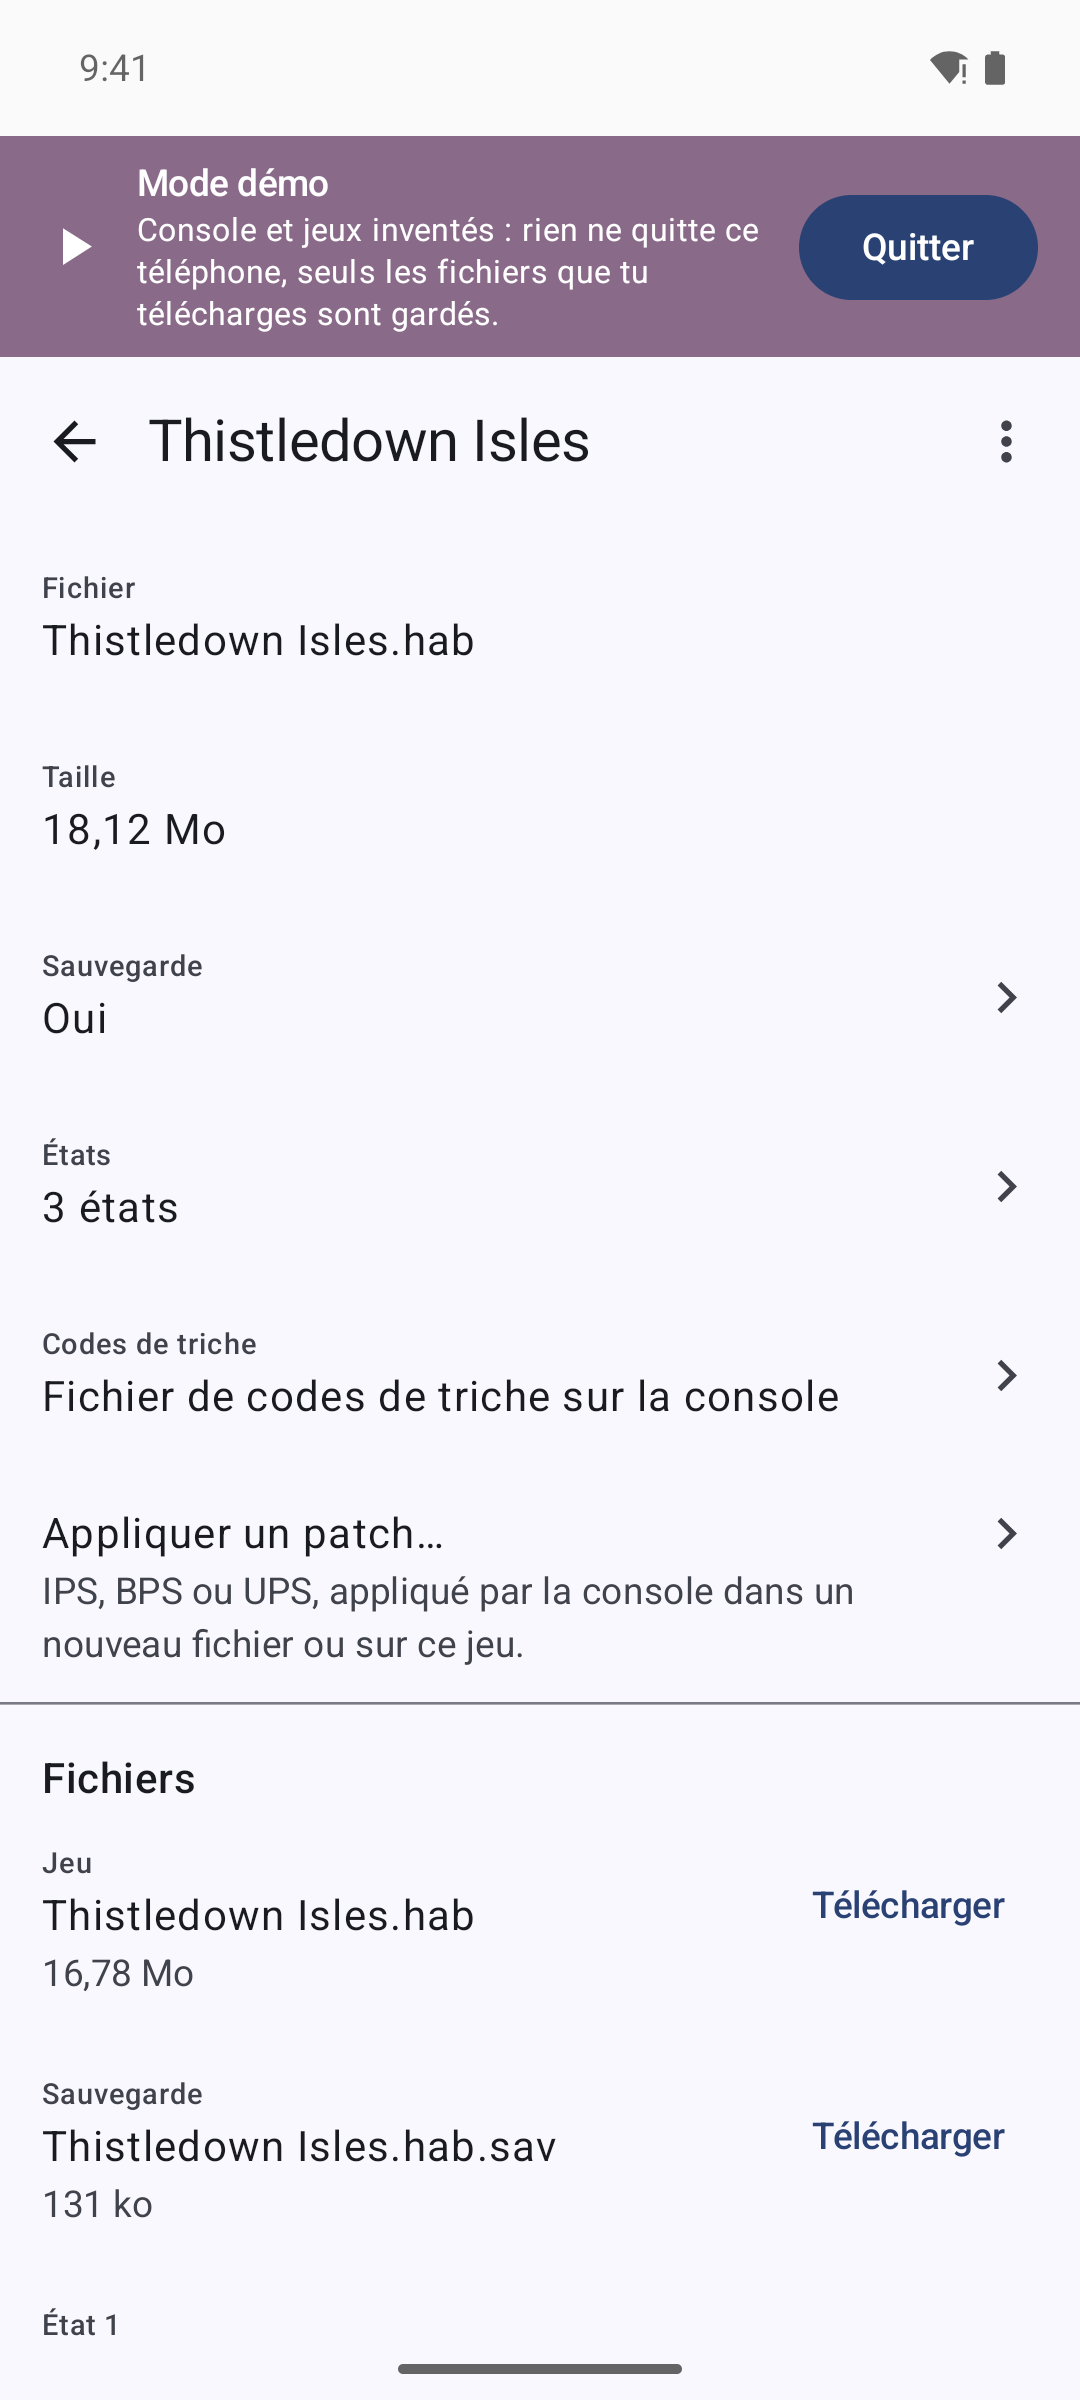 9:41
Mode démo
Console et jeux inventés : rien ne quitte ce
téléphone, seuls les fichiers que tu
télécharges sont gardés.
Quitter
Thistledown Isles
Fichier
Thistledown Isles.hab
Taille
18,12 Mo
Sauvegarde
Oui
États
3 états
Codes de triche
Fichier de codes de triche sur la console
Appliquer un patch…
IPS, BPS ou UPS, appliqué par la console dans un
nouveau fichier ou sur ce jeu.
Fichiers
Jeu
Thistledown Isles.hab
16,78 Mo
Télécharger
Sauvegarde
Thistledown Isles.hab.sav
131 ko
Télécharger
État 1